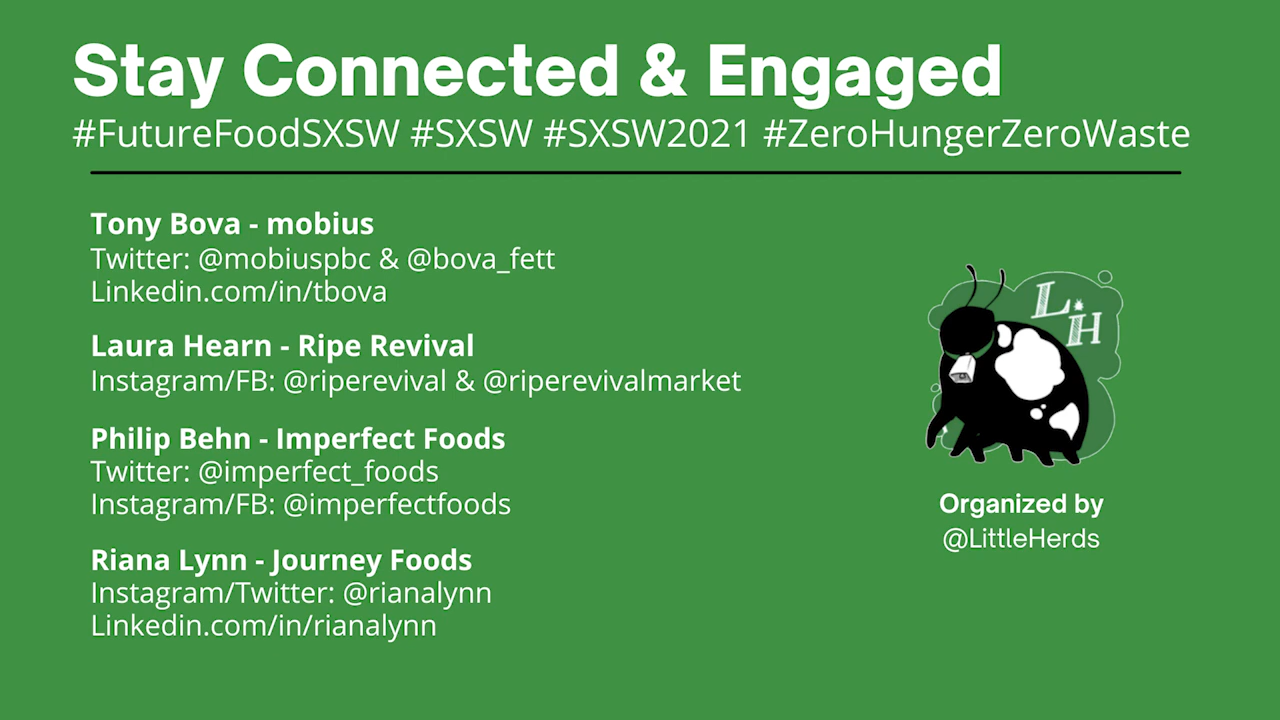 Stay Connected & Engaged
#FutureFoodSXSW #SXSW #SXSW2021 #ZeroHungerZeroWaste
Tony Bova - mobius
Twitter: @mobiuspbc & @bova_fett
Linkedin.com/in/tbova
Laura Hearn - Ripe Revival
Instagram/FB: @riperevival & @riperevivalmarket
Philip Behn - Imperfect Foods
Twitter: @imperfect_foods
Instagram/FB: @imperfectfoods
Riana Lynn - Journey Foods
Instagram/Twitter: @rianalynn
Linkedin.com/in/rianalynn
L.H
Organized by
@LittleHerds